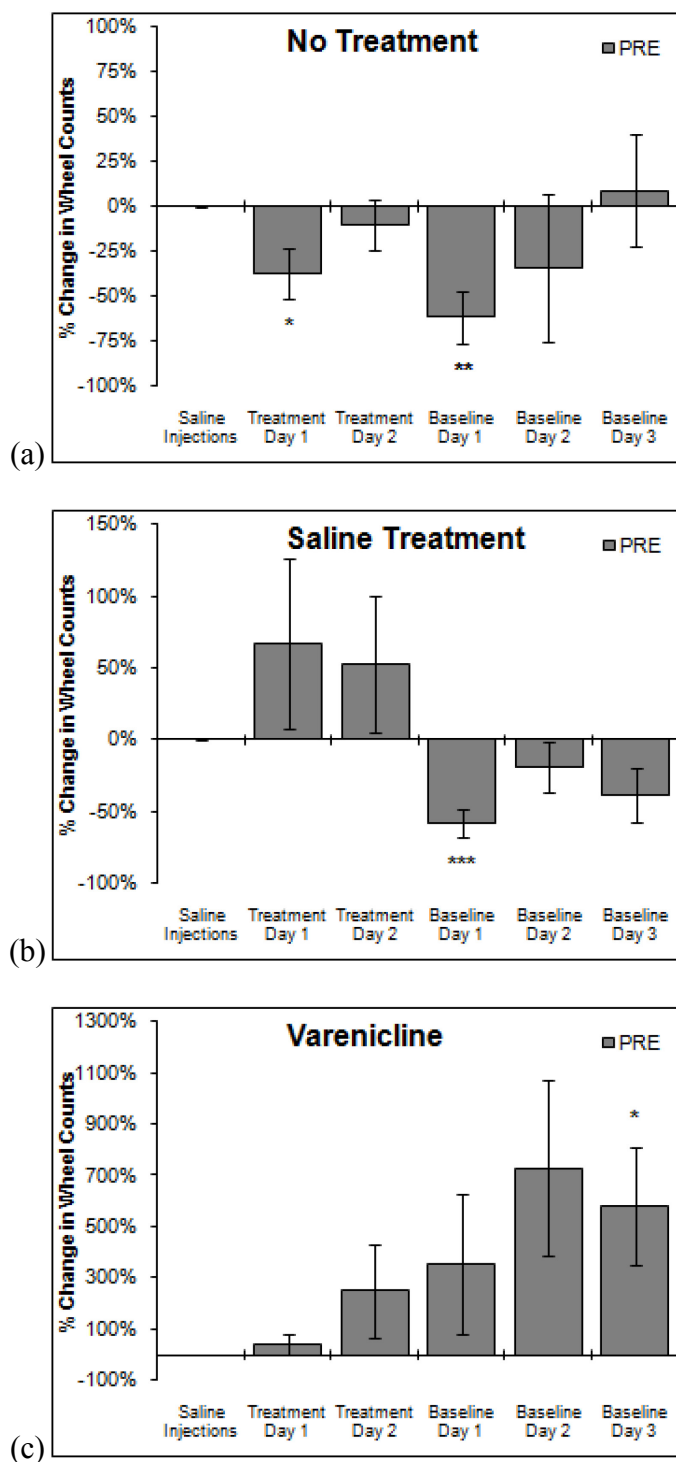 No Treatment
PRE
% Change in Wheel Counts
100%
75%
50%
25%
0%
-25%
-50%
-75%
-100%
*
**
Saline Injections
Treatment Day 1
Treatment Day 2
Baseline Day 1
Baseline Day 2
Baseline Day 3
(a)
Saline Treatment
PRE
% Change in Wheel Counts
150%
100%
50%
0%
-50%
-100%
***
Saline Injections
Treatment Day 1
Treatment Day 2
Baseline Day 1
Baseline Day 2
Baseline Day 3
(b)
Varenicline
PRE
% Change in Wheel Counts
1300%
1100%
900%
700%
500%
300%
100%
-100%
*
Saline Injections
Treatment Day 1
Treatment Day 2
Baseline Day 1
Baseline Day 2
Baseline Day 3
(c)